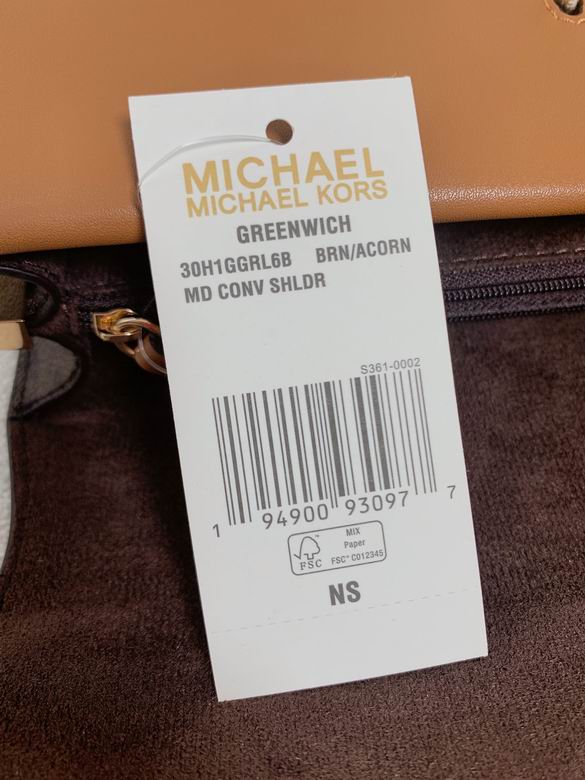 MICHAEL
MICHAEL KORS
GREENWICH
30H1GGRL6B BRN/ACORN
MD CONV SHLDR
S361-0002
1 94900 93097 7
MIX
Paper
FSC™ C012345
FSC
NS